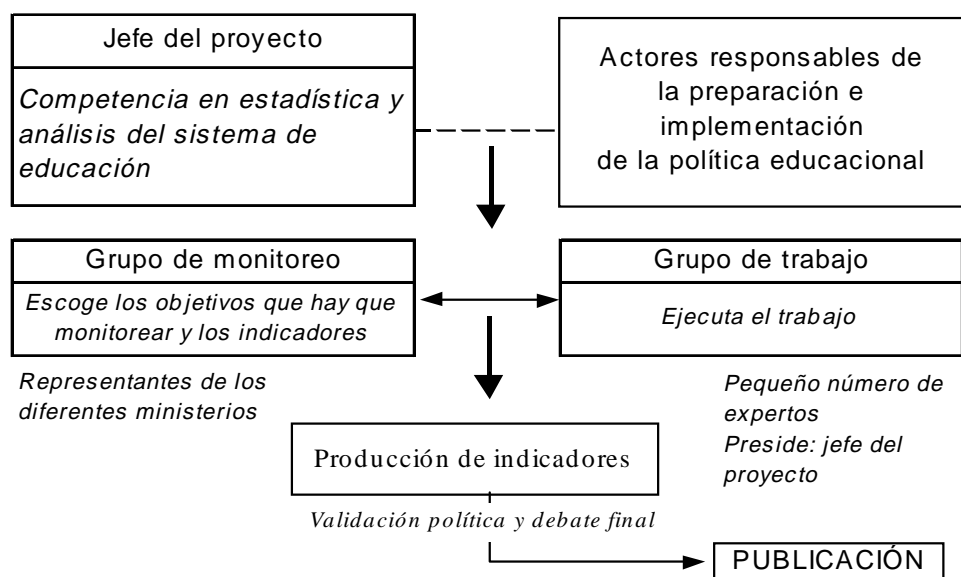 Jefe del proyecto
Competencia en estadística y
análisis del sistema de
educación
Actores responsables de
la preparación e
implementación
de la política educacional
Grupo de monitoreo
Escoge los objetivos que hay que
monitorear y los indicadores
Grupo de trabajo
Ejecuta el trabajo
Representantes de los
diferentes ministerios
Pequeño número de
expertos
Preside: jefe del
proyecto
Producción de indicadores
Validación política y debate final
PUBLICACIÓN